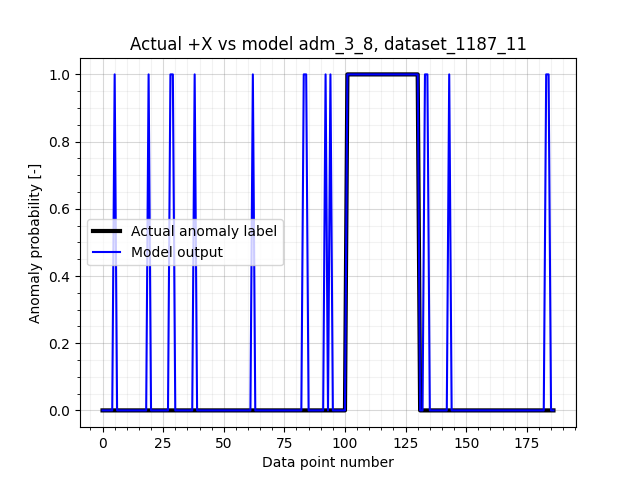 Actual +X vs model adm_3_8, dataset_1187_11
Anomaly probability [-]
1.0
0.8
0.6
0.4
0.2
0.0
Actual anomaly label
Model output
0 25 50 75 100 125 150 175
Data point number